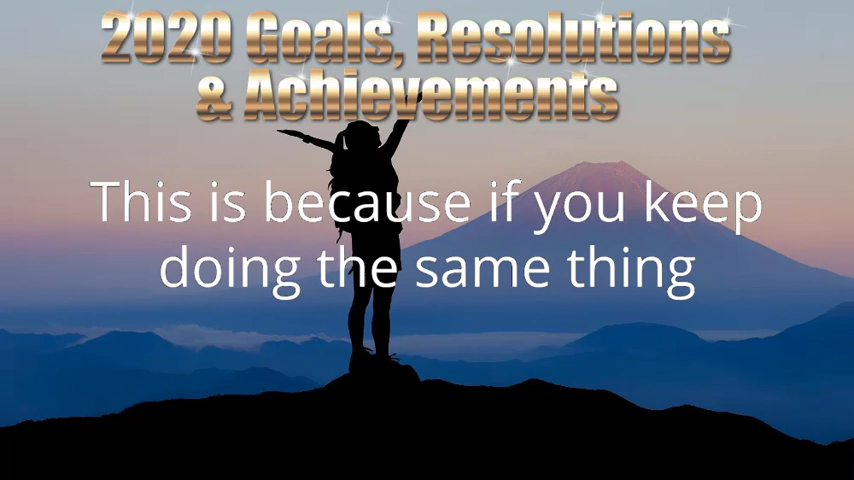 2020 Goals, Resolutions
& Achievements
This is because if you keep
doing the same thing